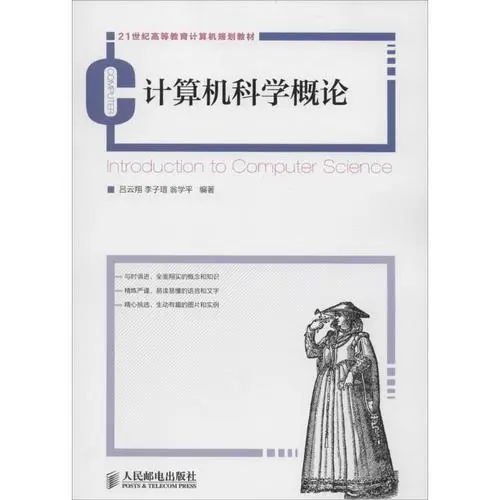 21世纪高等教育计算机规划教材
COMPUTER
计算机科学概论
Introduction to Computer Science
吕云翔 李子瑨 翁学平 编著
与时俱进、全面翔实的概念和知识
精炼严谨、易读易懂的语言和文字
精心挑选、生动有趣的图片和实例
人民邮电出版社
POSTS & TELECOM PRESS